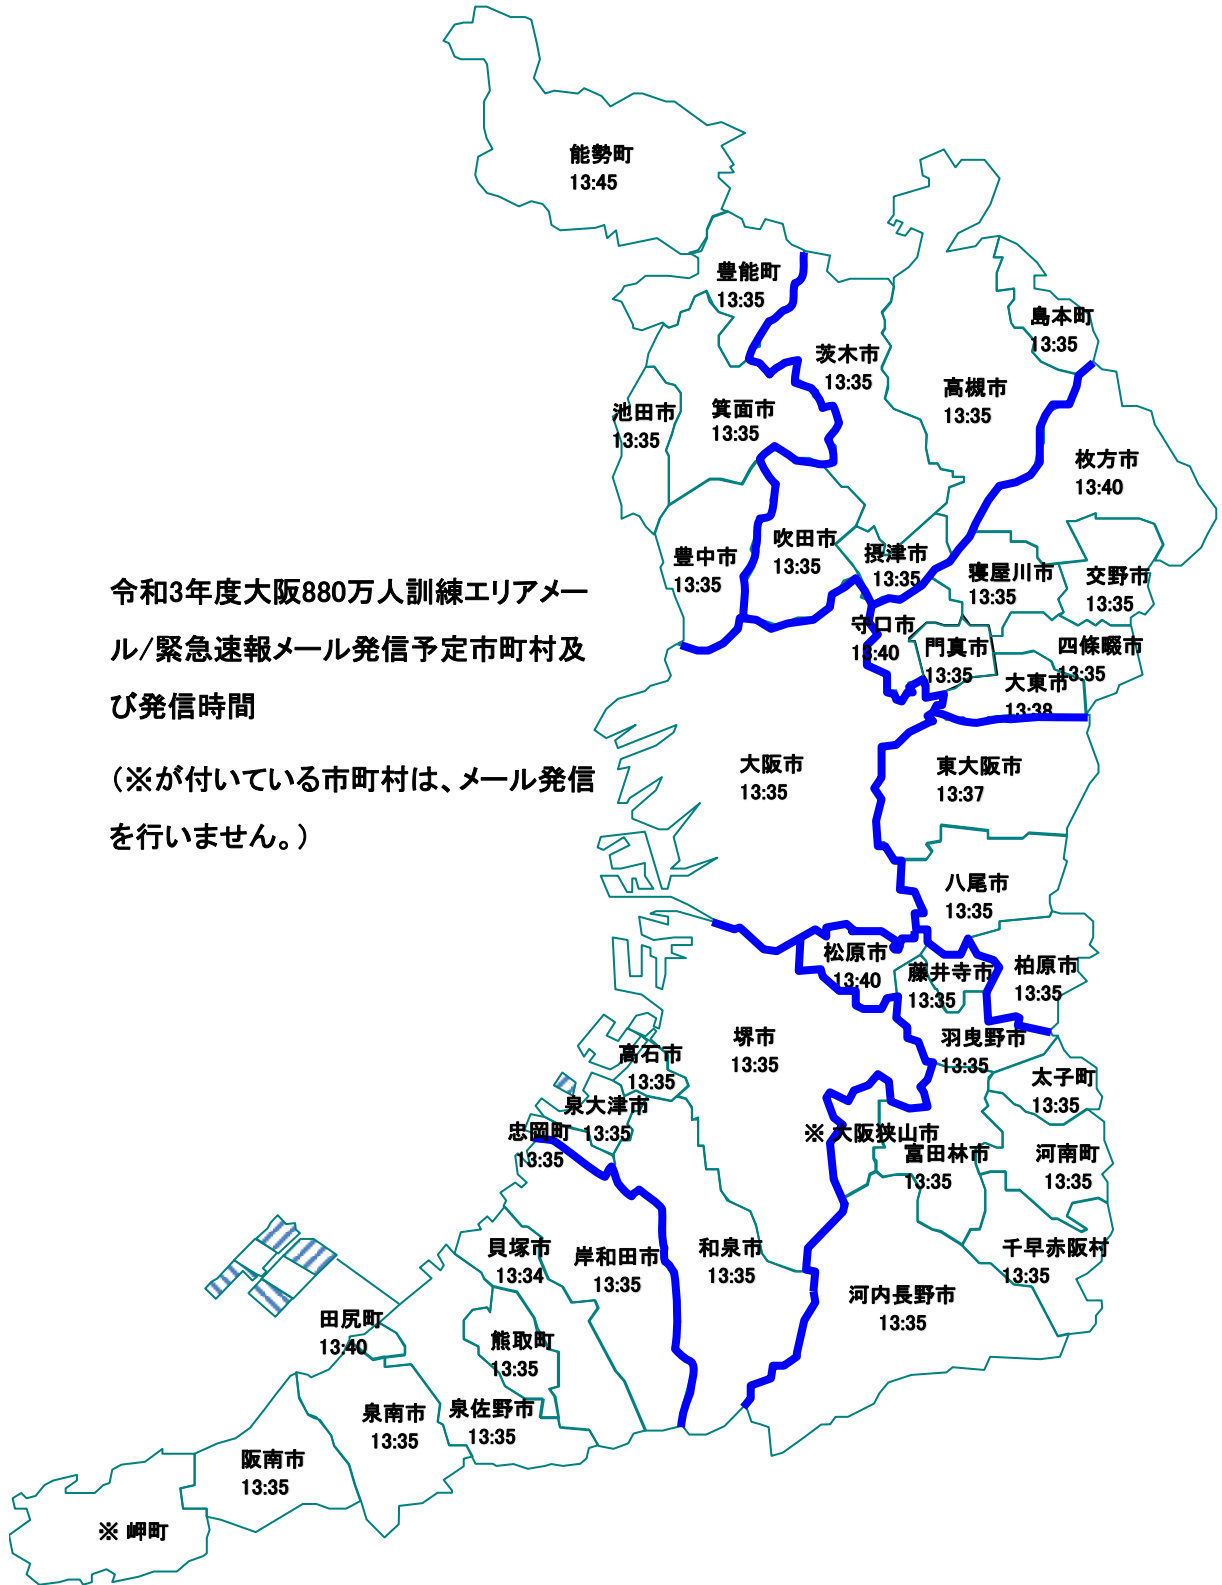 能勢町
13:45
豊能町
13:35
島本町
13:35
茨木市
13:35
高槻市
13:35
池田市
13:35
箕面市
13:35
枚方市
13:40
豊中市
13:35
吹田市
13:35
摂津市
13:35
寝屋川市
13:35
交野市
13:35
令和3年度大阪880万人訓練エリアメー
ル/緊急速報メール発信予定市町村及
び発信時間
(※が付いている市町村は、メール発信
を行いません。)
守口市
13:40
門真市
13:35
四條畷市
13:35
大東市
13:38
大阪市
13:35
東大阪市
13:37
八尾市
13:35
松原市
13:40
藤井寺市
13:35
柏原市
13:35
堺市
13:35
羽曳野市
13:35
高石市
13:35
太子町
13:35
泉大津市
13:35
忠岡町
13:35
※ 大阪狭山市
富田林市
13:35
河南町
13:35
貝塚市
13:34
岸和田市
13:35
和泉市
13:35
千早赤阪村
13:35
河内長野市
13:35
田尻町
13:40
熊取町
13:35
泉南市
13:35
泉佐野市
13:35
阪南市
13:35
※ 岬町